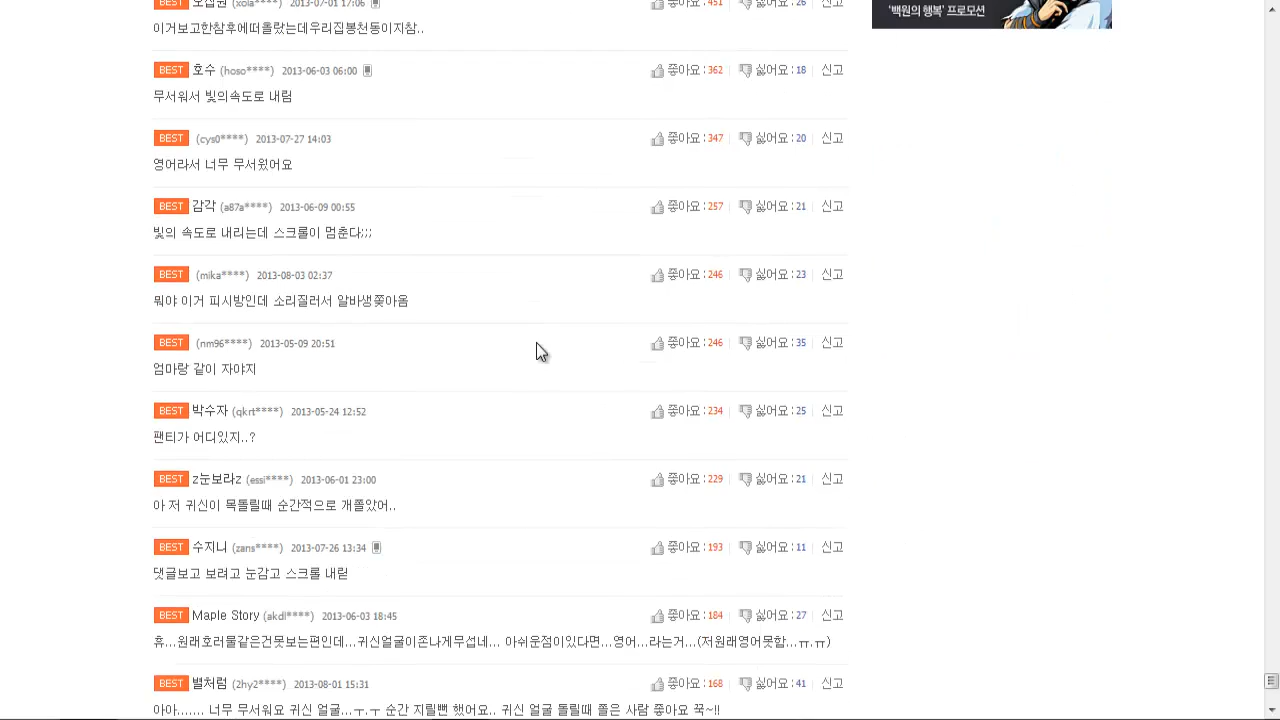 (xola****) 2013-07-01 17:06 좋아요:451 싫어요:26 신고
'백원의 행복' 프로모션
이거보고한참후에떠올랐는데우리집봉천동이지참..
BEST 호수 (hoso****) 2013-06-03 06:00 좋아요:362 싫어요:18 신고
무서워서 빛의속도로 내림
BEST (cys0****) 2013-07-27 14:03 좋아요:347 싫어요:20 신고
영어라서 너무 무서웠어요
BEST 감각 (a87a****) 2013-06-09 00:55 좋아요:257 싫어요:21 신고
빛의 속도로 내리는데 스크롤이 멈춘다;;;
BEST (mika****) 2013-08-03 02:37 좋아요:246 싫어요:23 신고
뭐야 이거 피시방인데 소리질러서 알바생쫒아옴
BEST (nm96****) 2013-05-09 20:51 좋아요:246 싫어요:35 신고
엄마랑 같이 자야지
BEST 박수자 (qkrt****) 2013-05-24 12:52 좋아요:234 싫어요:25 신고
팬티가 어디있지..?
BEST z눈보라z (essi****) 2013-06-01 23:00 좋아요:229 싫어요:21 신고
아 저 귀신이 목돌릴때 순간적으로 개쫄았어..
BEST 수지니 (zans****) 2013-07-26 13:34 좋아요:193 싫어요:11 신고
댓글보고 보려고 눈감고 스크롤 내림
BEST Maple Story (akdl****) 2013-06-03 18:45 좋아요:184 싫어요:27 신고
휴...원래호러물같은건못보는편인데...귀신얼굴이존나게무섭네... 아쉬운점이있다면...영어...라는거...(저원래영어못함...ㅠ.ㅠ)
BEST 별처럼 (2hy2****) 2013-08-01 15:31 좋아요:168 싫어요:41 신고
아아....... 너무 무서워요 귀신 얼굴...ㅜ.ㅜ 순간 지릴뻔 했어요.. 귀신 얼굴 돌릴때 쫄은 사람 좋아요 꾹~!!